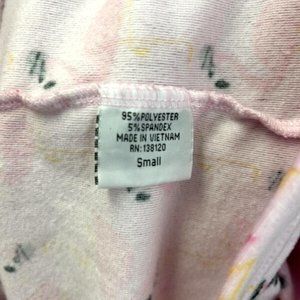 95% POLYESTER
5% SPANDEX
MADE IN VIETNAM
RN: 138120
Small